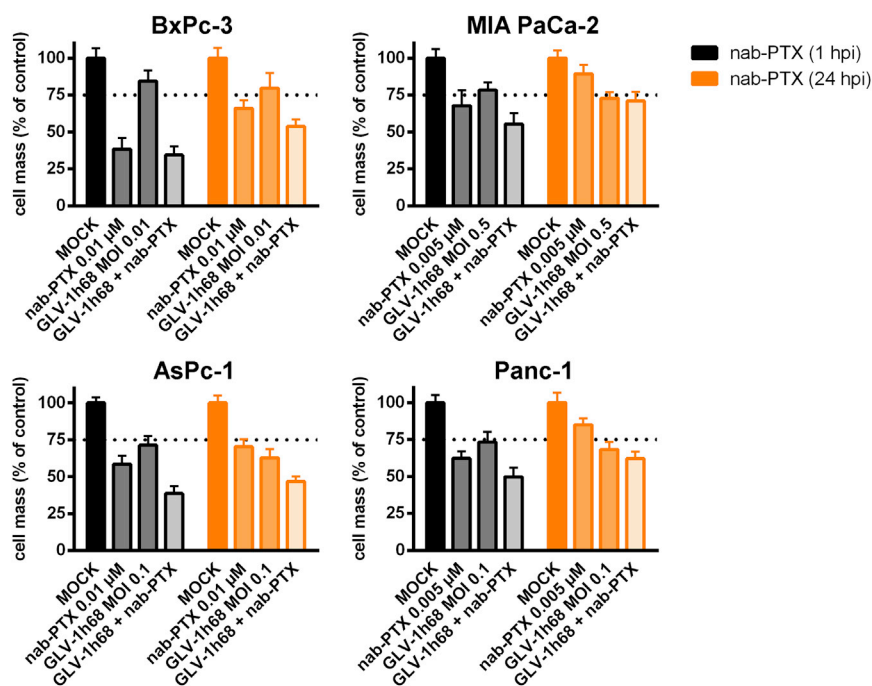 BxPc-3
cell mass (% of control)
100
75
50
25
0
MOCK
nab-PTX 0.01 µM
GLV-1h68 MOI 0.01
GLV-1h68 + nab-PTX
MOCK
nab-PTX 0.01 µM
GLV-1h68 MOI 0.01
GLV-1h68 + nab-PTX
MIA PaCa-2
cell mass (% of control)
100
75
50
25
0
MOCK
nab-PTX 0.005 µM
GLV-1h68 MOI 0.5
GLV-1h68 + nab-PTX
MOCK
nab-PTX 0.005 µM
GLV-1h68 MOI 0.5
GLV-1h68 + nab-PTX
nab-PTX (1 hpi)
nab-PTX (24 hpi)
AsPc-1
cell mass (% of control)
100
75
50
25
0
MOCK
nab-PTX 0.01 µM
GLV-1h68 MOI 0.1
GLV-1h68 + nab-PTX
MOCK
nab-PTX 0.01 µM
GLV-1h68 MOI 0.1
GLV-1h68 + nab-PTX
Panc-1
cell mass (% of control)
100
75
50
25
0
MOCK
nab-PTX 0.005 µM
GLV-1h68 MOI 0.1
GLV-1h68 + nab-PTX
MOCK
nab-PTX 0.005 µM
GLV-1h68 MOI 0.1
GLV-1h68 + nab-PTX